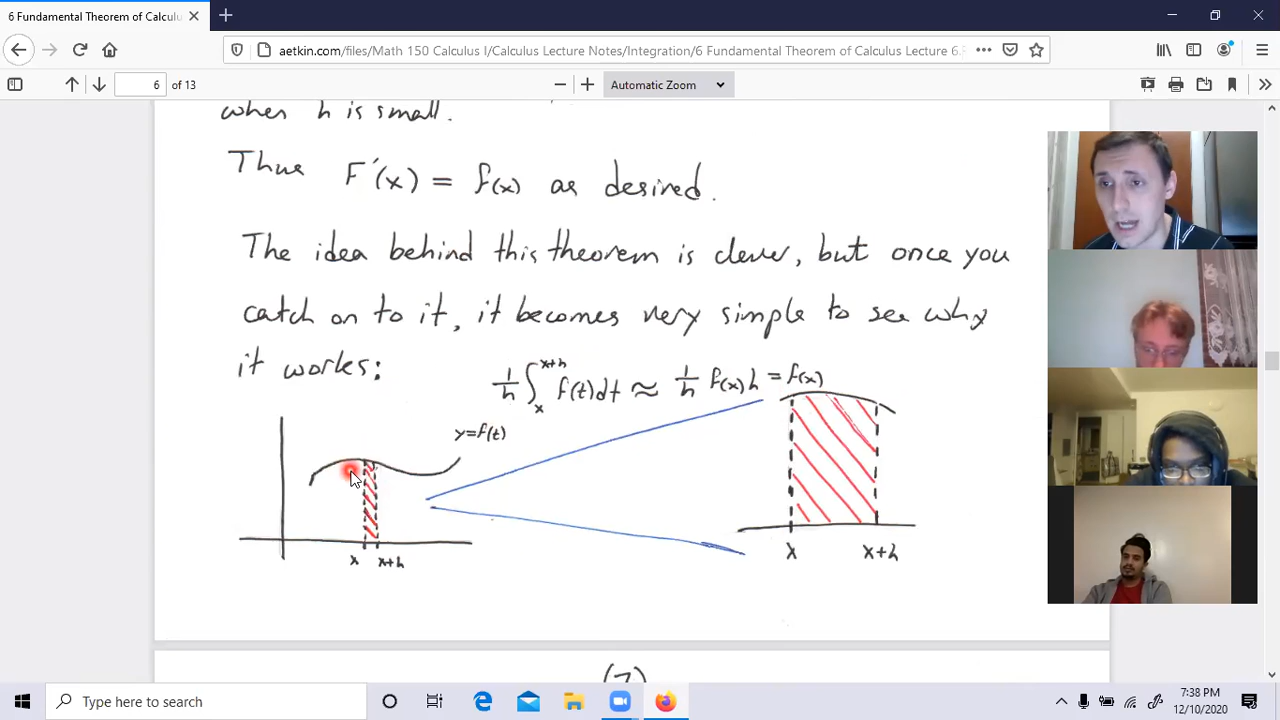 6 Fundamental Theorem of Calculu
aetkin.com/files/Math 150 Calculus I/Calculus Lecture Notes/Integration/6 Fundamental Theorem of Calculus Lecture 6.
6 of 13
Automatic Zoom
when h is small.
Thus F'(x) = f(x) as desired.
The idea behind this theorem is clever, but once you
catch on to it, it becomes very simple to see why
it works:
1/h ∫_x^{x+h} f(t)dt ≈ 1/h f(x)h = f(x)
y=f(t)
x x+h
x x+h
(7)
Type here to search
7:38 PM
12/10/2020